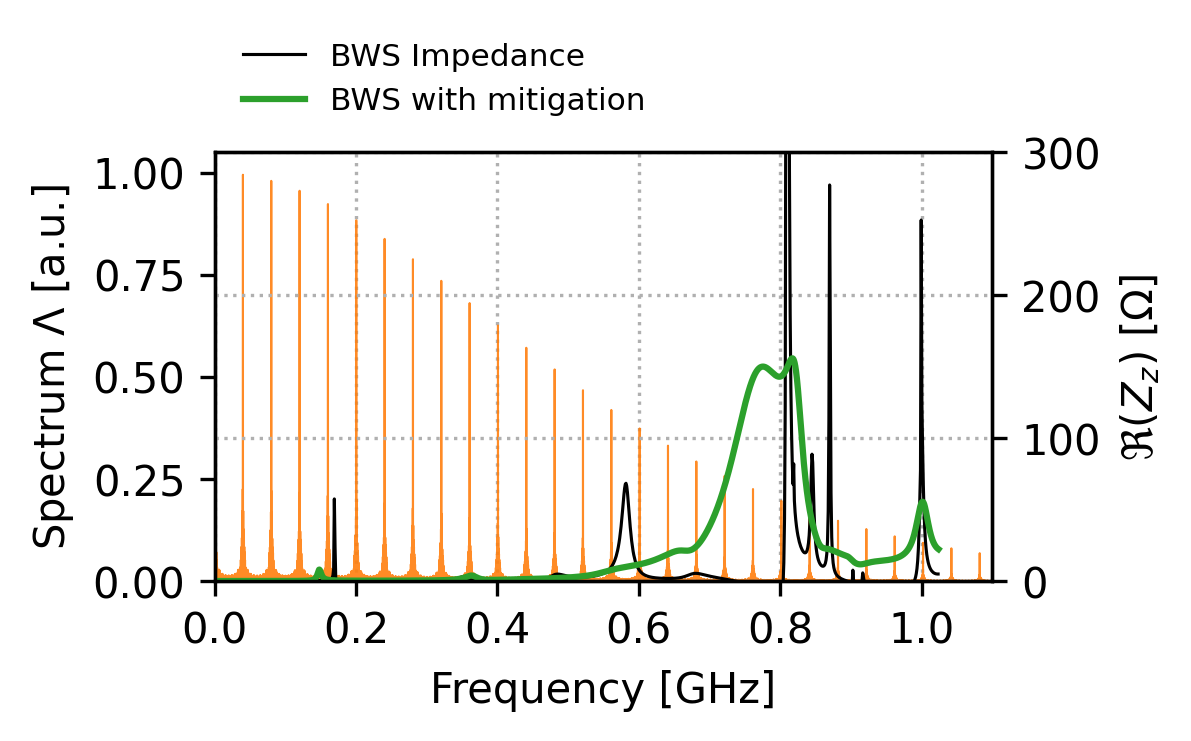 BWS Impedance
BWS with mitigation
Spectrum Λ [a.u.]
1.00
0.75
0.50
0.25
0.00
300
200
100
0
ℜ(Z_z) [Ω]
0.0 0.2 0.4 0.6 0.8 1.0
Frequency [GHz]